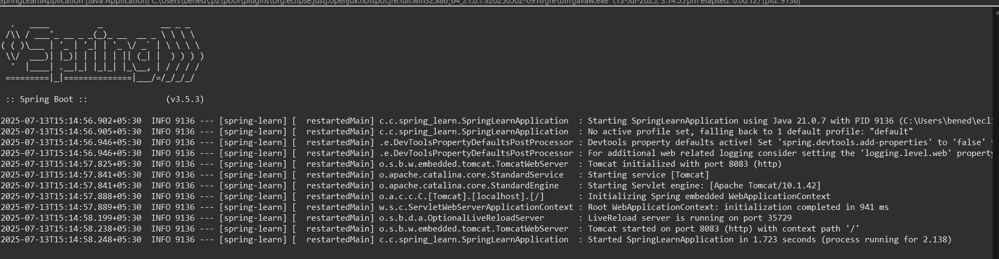 SpringLearnApplication [Java Application] C:\Users\bened\.p2\pool\plugins\org.eclipse.justj.openjdk.hotspot.jre.full.win32.x86_64_21.0.7.v20250502-0916\jre\bin\javaw.exe (13-Jul-2025, 3:14:55 pm elapsed: 0:00:12) [pid: 9136]
  .   ____          _            __ _ _
 /\\ / ___'_ __ _ _(_)_ __  __ _ \ \ \ \
( ( )\___ | '_ | '_| | '_ \/ _` | \ \ \ \
 \\/  ___)| |_)| | | | | || (_| |  ) ) ) )
  '  |____| .__|_| |_|_| |_\__, | / / / /
 =========|_|==============|___/=/_/_/_/
 :: Spring Boot ::                (v3.5.3)
2025-07-13T15:14:56.902+05:30  INFO 9136 --- [spring-learn] [  restartedMain] c.c.spring_learn.SpringLearnApplication  : Starting SpringLearnApplication using Java 21.0.7 with PID 9136 (C:\Users\bened\ecli
2025-07-13T15:14:56.905+05:30  INFO 9136 --- [spring-learn] [  restartedMain] c.c.spring_learn.SpringLearnApplication  : No active profile set, falling back to 1 default profile: "default"
2025-07-13T15:14:56.946+05:30  INFO 9136 --- [spring-learn] [  restartedMain] .e.DevToolsPropertyDefaultsPostProcessor : Devtools property defaults active! Set 'spring.devtools.add-properties' to 'false'
2025-07-13T15:14:56.946+05:30  INFO 9136 --- [spring-learn] [  restartedMain] .e.DevToolsPropertyDefaultsPostProcessor : For additional web related logging consider setting the 'logging.level.web' property
2025-07-13T15:14:57.825+05:30  INFO 9136 --- [spring-learn] [  restartedMain] o.s.b.w.embedded.tomcat.TomcatWebServer  : Tomcat initialized with port 8083 (http)
2025-07-13T15:14:57.841+05:30  INFO 9136 --- [spring-learn] [  restartedMain] o.apache.catalina.core.StandardService   : Starting service [Tomcat]
2025-07-13T15:14:57.841+05:30  INFO 9136 --- [spring-learn] [  restartedMain] o.apache.catalina.core.StandardEngine    : Starting Servlet engine: [Apache Tomcat/10.1.42]
2025-07-13T15:14:57.888+05:30  INFO 9136 --- [spring-learn] [  restartedMain] o.a.c.c.C.[Tomcat].[localhost].[/]       : Initializing Spring embedded WebApplicationContext
2025-07-13T15:14:57.889+05:30  INFO 9136 --- [spring-learn] [  restartedMain] w.s.c.ServletWebServerApplicationContext : Root WebApplicationContext: initialization completed in 941 ms
2025-07-13T15:14:58.199+05:30  INFO 9136 --- [spring-learn] [  restartedMain] o.s.b.d.a.OptionalLiveReloadServer       : LiveReload server is running on port 35729
2025-07-13T15:14:58.238+05:30  INFO 9136 --- [spring-learn] [  restartedMain] o.s.b.w.embedded.tomcat.TomcatWebServer  : Tomcat started on port 8083 (http) with context path '/'
2025-07-13T15:14:58.248+05:30  INFO 9136 --- [spring-learn] [  restartedMain] c.c.spring_learn.SpringLearnApplication  : Started SpringLearnApplication in 1.723 seconds (process running for 2.138)